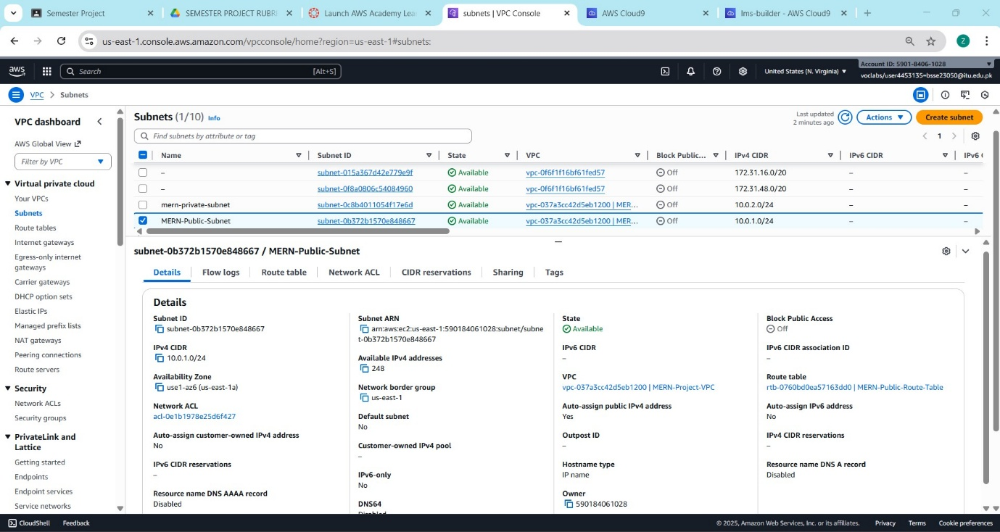 Semester Project
SEMESTER PROJECT RUBRI
Launch AWS Academy Lea
subnets | VPC Console
AWS Cloud9
lms-builder - AWS Cloud9
us-east-1.console.aws.amazon.com/vpcconsole/home?region=us-east-1#subnets:
Z
aws
Search
[Alt+S]
United States (N. Virginia)
Account ID: 5901-8406-1028
voclabs/user4453135=bsse23050@itu.edu.pk
VPC > Subnets
VPC dashboard
AWS Global View
Filter by VPC
Virtual private cloud
Your VPCs
Subnets
Route tables
Internet gateways
Egress-only internet
gateways
Carrier gateways
DHCP option sets
Elastic IPs
Managed prefix lists
NAT gateways
Peering connections
Route servers
Security
Network ACLs
Security groups
PrivateLink and
Lattice
Getting started
Endpoints
Endpoint services
Service networks
Subnets (1/10) Info
Last updated
2 minutes ago
Actions
Create subnet
Find subnets by attribute or tag
1
Name Subnet ID State VPC Block Public... IPv4 CIDR IPv6 CIDR IPv6 (
– subnet-015a367d42e779e9f Available vpc-0f6f1f16bf61fed57 Off 172.31.16.0/20 – –
– subnet-0f8a0806c54084960 Available vpc-0f6f1f16bf61fed57 Off 172.31.48.0/20 – –
mern-private-subnet subnet-0c8b4011054f17e6d Available vpc-037a3cc42d5eb1200 | MER... Off 10.0.2.0/24 – –
MERN-Public-Subnet subnet-0b372b1570e848667 Available vpc-037a3cc42d5eb1200 | MER... Off 10.0.1.0/24 – –
subnet-0b372b1570e848667 / MERN-Public-Subnet
Details Flow logs Route table Network ACL CIDR reservations Sharing Tags
Details
Subnet ID
subnet-0b372b1570e848667
IPv4 CIDR
10.0.1.0/24
Availability Zone
use1-az6 (us-east-1a)
Network ACL
acl-0e1b1978e25d6f427
Auto-assign customer-owned IPv4 address
No
IPv6 CIDR reservations
–
Resource name DNS AAAA record
Disabled
Subnet ARN
arn:aws:ec2:us-east-1:590184061028:subnet/subne
t-0b372b1570e848667
Available IPv4 addresses
248
Network border group
us-east-1
Default subnet
No
Customer-owned IPv4 pool
–
IPv6-only
No
DNS64
Disabled
State
Available
IPv6 CIDR
–
VPC
vpc-037a3cc42d5eb1200 | MERN-Project-VPC
Auto-assign public IPv4 address
Yes
Outpost ID
–
Hostname type
IP name
Owner
590184061028
Block Public Access
Off
IPv6 CIDR association ID
–
Route table
rtb-0760bd0ea57163dd0 | MERN-Public-Route-Table
Auto-assign IPv6 address
No
IPv4 CIDR reservations
–
Resource name DNS A record
Disabled
CloudShell Feedback
© 2025, Amazon Web Services, Inc. or its affiliates. Privacy Terms Cookie preferences